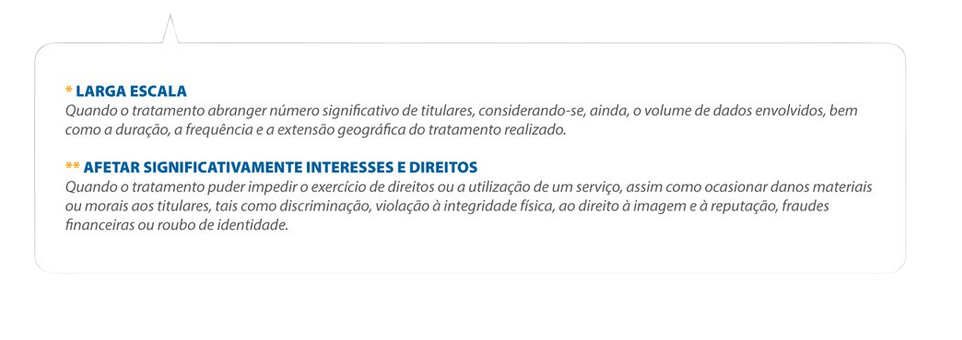 * LARGA ESCALA
Quando o tratamento abranger número significativo de titulares, considerando-se, ainda, o volume de dados envolvidos, bem
como a duração, a frequência e a extensão geográfica do tratamento realizado.
** AFETAR SIGNIFICATIVAMENTE INTERESSES E DIREITOS
Quando o tratamento puder impedir o exercício de direitos ou a utilização de um serviço, assim como ocasionar danos materiais
ou morais aos titulares, tais como discriminação, violação à integridade física, ao direito à imagem e à reputação, fraudes
financeiras ou roubo de identidade.